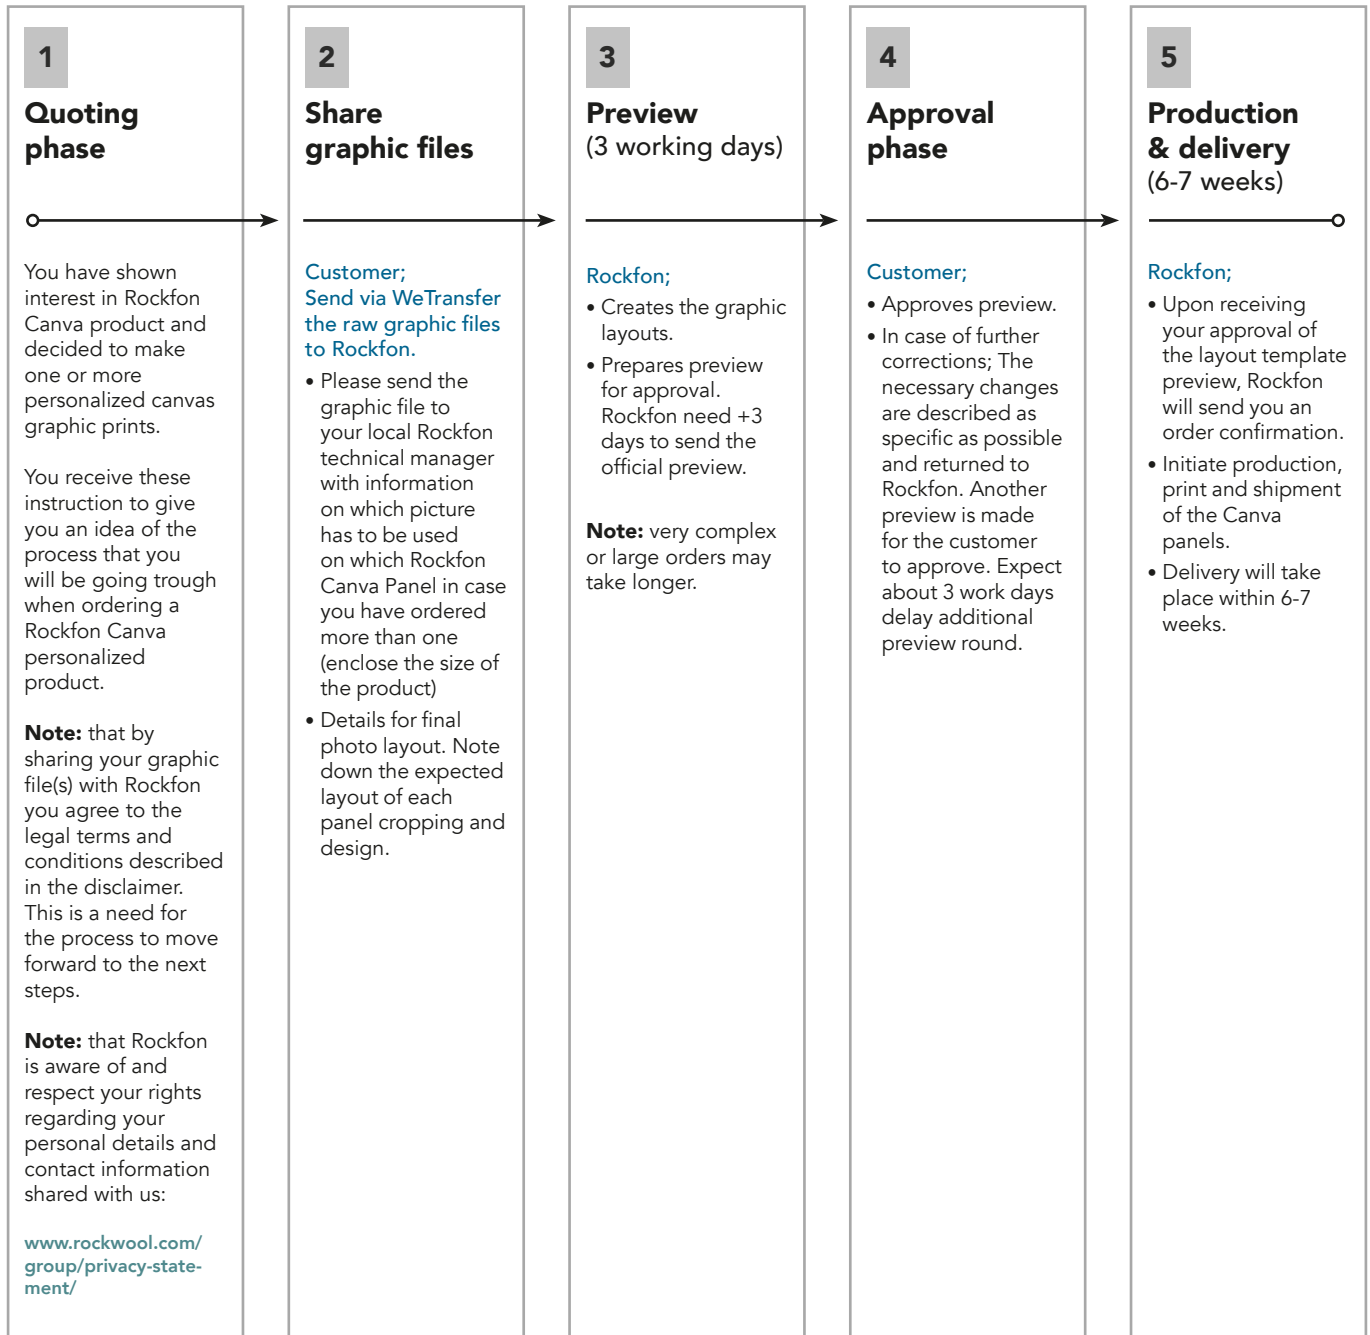 1
Quoting
phase
You have shown
interest in Rockfon
Canva product and
decided to make
one or more
personalized canvas
graphic prints.
You receive these
instruction to give
you an idea of the
process that you
will be going trough
when ordering a
Rockfon Canva
personalized
product.
Note: that by
sharing your graphic
file(s) with Rockfon
you agree to the
legal terms and
conditions described
in the disclaimer.
This is a need for
the process to move
forward to the next
steps.
Note: that Rockfon
is aware of and
respect your rights
regarding your
personal details and
contact information
shared with us:
www.rockwool.com/
group/privacy-state-
ment/
2
Share
graphic files
Customer;
Send via WeTransfer
the raw graphic files
to Rockfon.
• Please send the
graphic file to
your local Rockfon
technical manager
with information
on which picture
has to be used
on which Rockfon
Canva Panel in case
you have ordered
more than one
(enclose the size of
the product)
• Details for final
photo layout. Note
down the expected
layout of each
panel cropping and
design.
3
Preview
(3 working days)
Rockfon;
• Creates the graphic
layouts.
• Prepares preview
for approval.
Rockfon need +3
days to send the
official preview.
Note: very complex
or large orders may
take longer.
4
Approval
phase
Customer;
• Approves preview.
• In case of further
corrections; The
necessary changes
are described as
specific as possible
and returned to
Rockfon. Another
preview is made
for the customer
to approve. Expect
about 3 work days
delay additional
preview round.
5
Production
& delivery
(6-7 weeks)
Rockfon;
• Upon receiving
your approval of
the layout template
preview, Rockfon
will send you an
order confirmation.
• Initiate production,
print and shipment
of the Canva
panels.
• Delivery will take
place within 6-7
weeks.